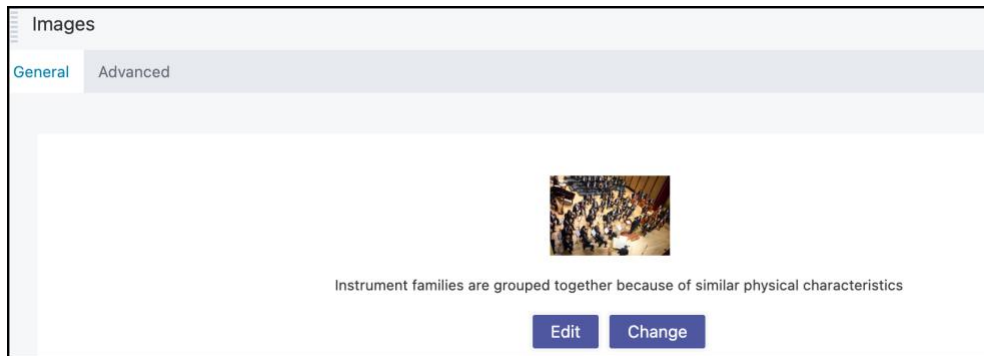 Images
General Advanced
Instrument families are grouped together because of similar physical characteristics
Edit Change